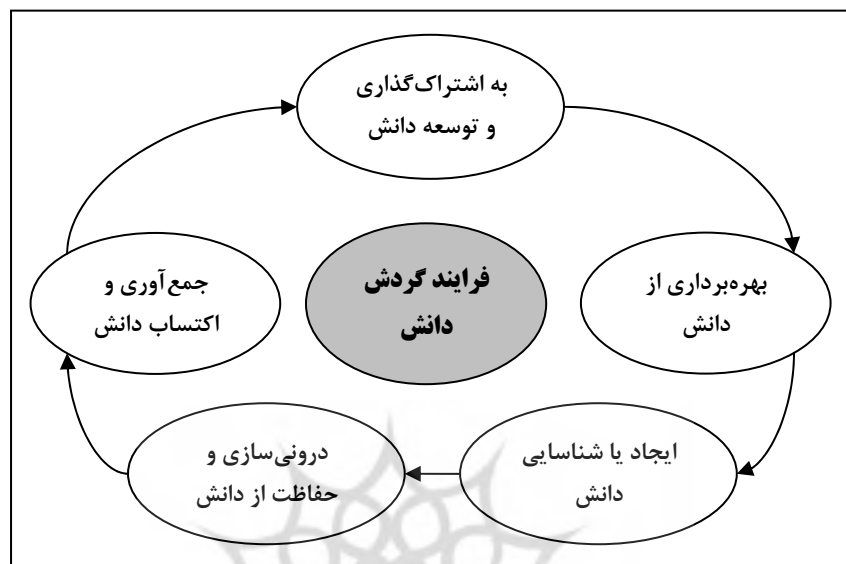 به اشتراک‌گذاری
و توسعه دانش
جمع‌آوری و
اکتساب دانش
فرایند گردش
دانش
بهره‌برداری از
دانش
درونی‌سازی و
حفاظت از دانش
ایجاد یا شناسایی
دانش